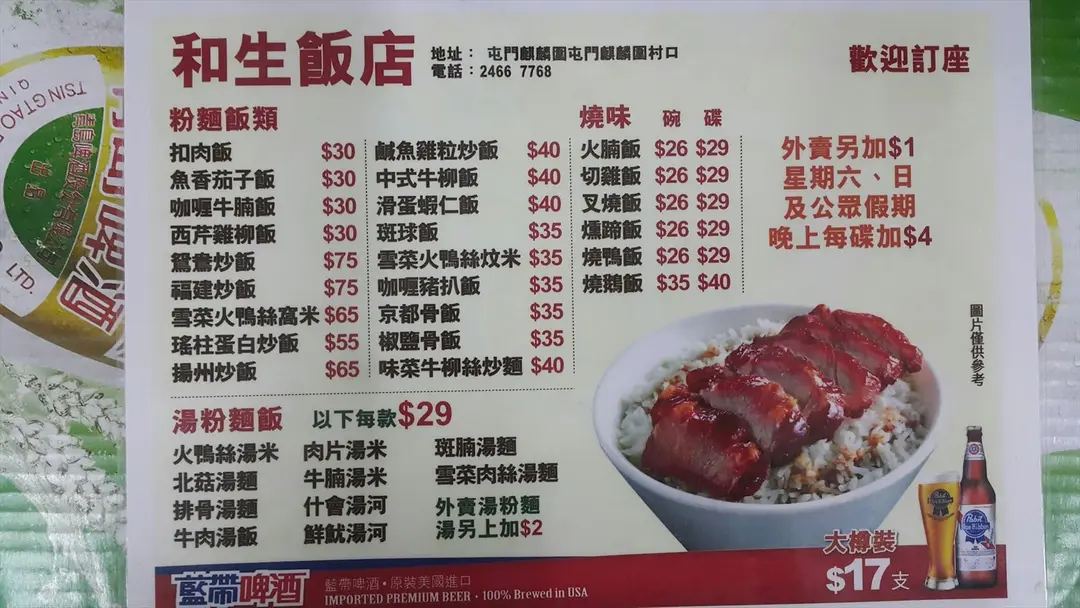 和生飯店
地址： 屯門麒麟圍屯門麒麟圍村口
電話：2466 7768
歡迎訂座
粉麵飯類
扣肉飯 $30
魚香茄子飯 $30
咖喱牛腩飯 $30
西芹雞柳飯 $30
鴛鴦炒飯 $75
福建炒飯 $75
雪菜火鴨絲窩米 $65
瑤柱蛋白炒飯 $55
揚州炒飯 $65
鹹魚雞粒炒飯 $40
中式牛柳飯 $40
滑蛋蝦仁飯 $40
斑球飯 $35
雪菜火鴨絲炆米 $35
咖喱豬扒飯 $35
京都骨飯 $35
椒鹽骨飯 $35
味菜牛柳絲炒麵 $40
燒味 碗 碟
火腩飯 $26 $29
切雞飯 $26 $29
叉燒飯 $26 $29
燻蹄飯 $26 $29
燒鴨飯 $26 $29
燒鵝飯 $35 $40
外賣另加$1
星期六、日
及公眾假期
晚上每碟加$4
圖片僅供參考
湯粉麵飯 以下每款$29
火鴨絲湯米 肉片湯米 斑腩湯麵
北菇湯麵 牛腩湯米 雪菜肉絲湯麵
排骨湯麵 什會湯河 外賣湯粉麵
牛肉湯飯 鮮魷湯河 湯另上加$2
大樽裝
$17支
Pabst
Blue Ribbon
藍帶啤酒
藍帶啤酒・原裝美國進口
IMPORTED PREMIUM BEER・100% Brewed in USA
TSINGTAO
LTD.